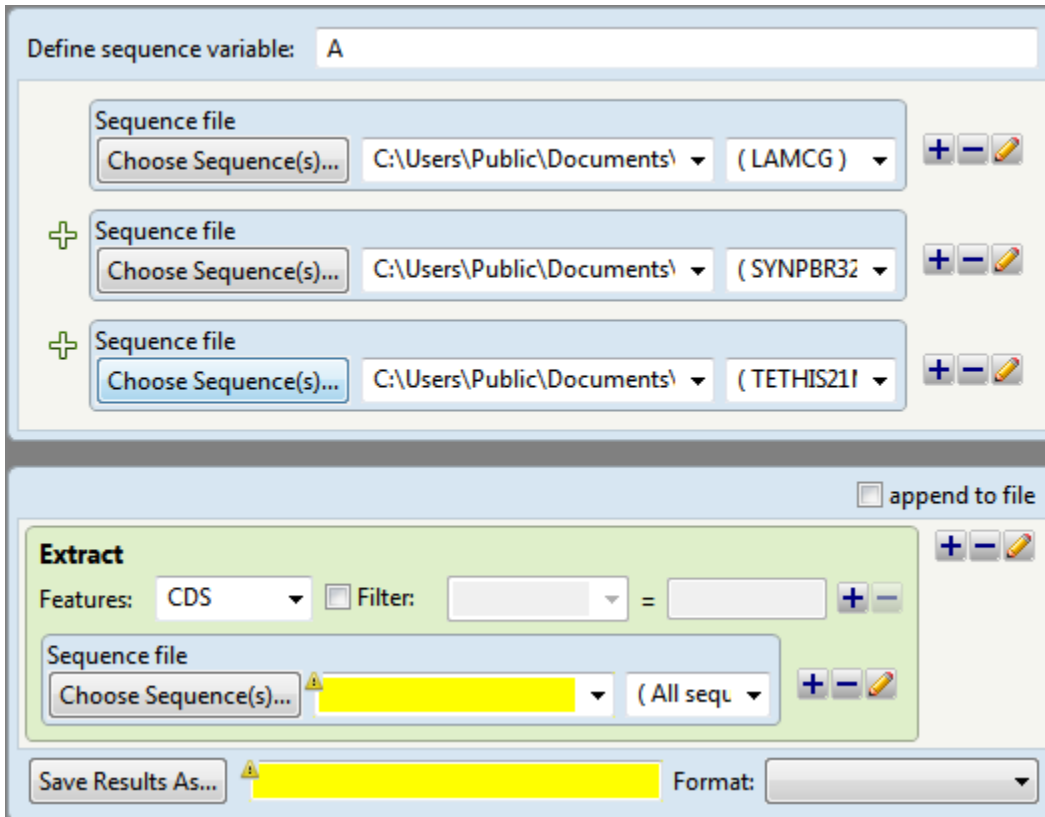 Define sequence variable: A
Sequence file
Choose Sequence(s)... C:\Users\Public\Documents\ ( LAMCG )
Sequence file
Choose Sequence(s)... C:\Users\Public\Documents\ ( SYNPBR32
Sequence file
Choose Sequence(s)... C:\Users\Public\Documents\ ( TETHIS21
append to file
Extract
Features: CDS Filter: =
Sequence file
Choose Sequence(s)... ( All sequ
Save Results As... Format: